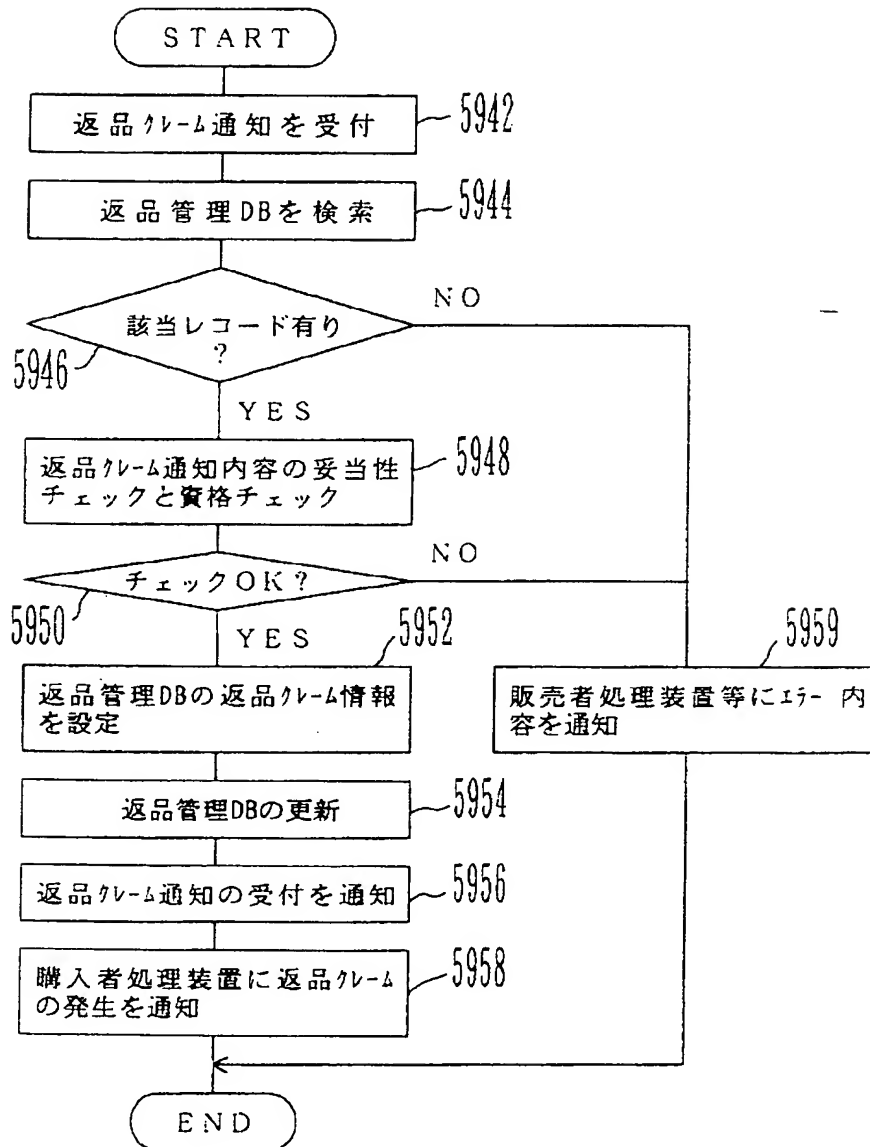 START
返品クレーム通知を受付
5942
返品管理DBを検索
5944
NO
該当レコード有り
?
5946
YES
返品クレーム通知内容の妥当性
チェックと資格チェック
5948
NO
チェックOK?
5950
YES
5952
返品管理DBの返品クレーム情報
を設定
5959
販売者処理装置等にエラー内
容を通知
返品管理DBの更新
5954
返品クレーム通知の受付を通知
5956
購入者処理装置に返品クレーム
の発生を通知
5958
END